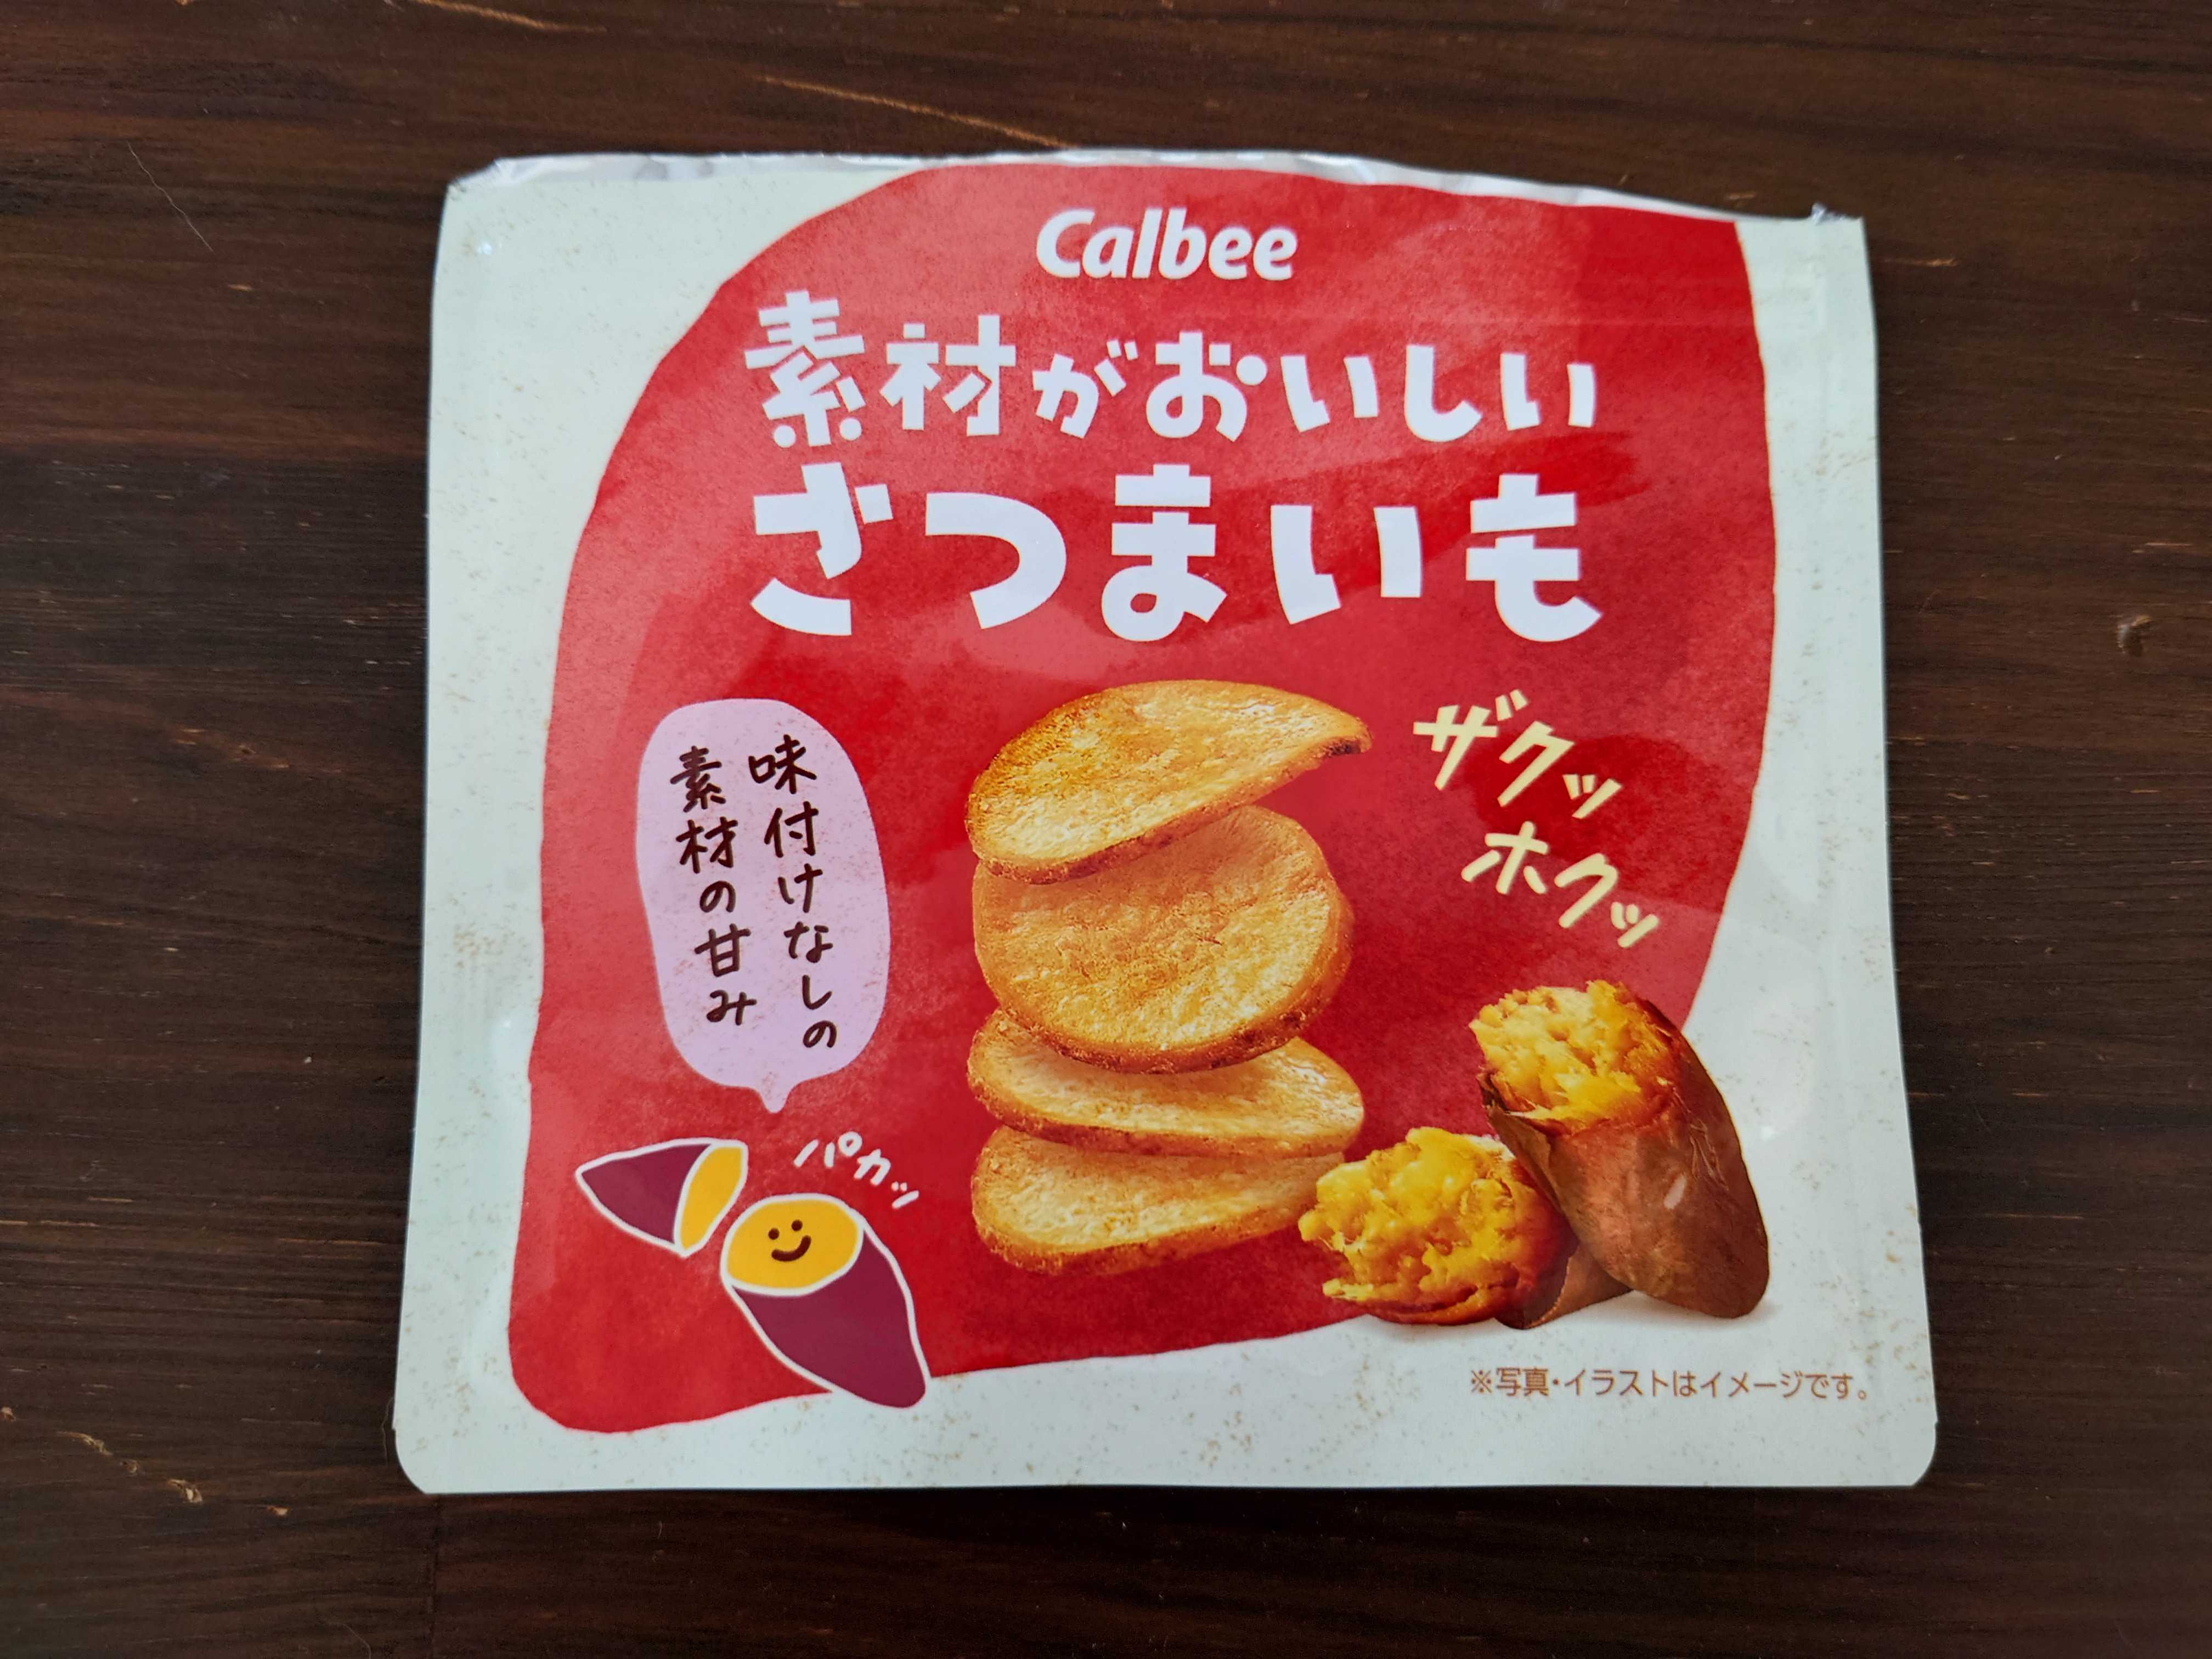 Calbee
素材がおいしい
さつまいも
味付けなしの
素材の甘み
ザクッ
ホクッ
パカッ
※写真・イラストはイメージです。